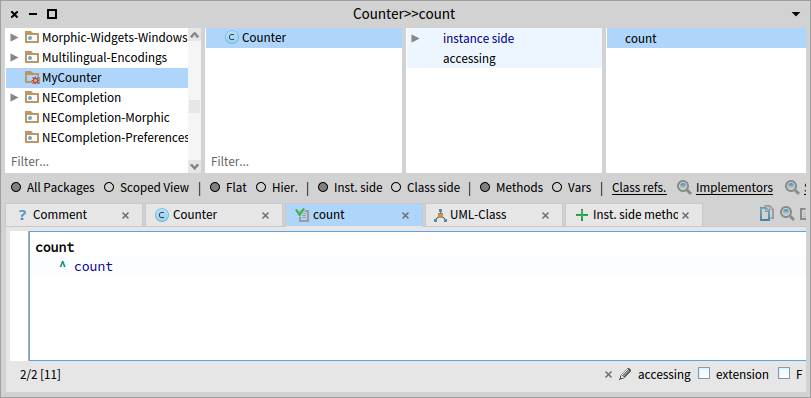 Counter>>count
Morphic-Widgets-Windows
Multilingual-Encodings
MyCounter
NECompletion
NECompletion-Morphic
NECompletion-Preferences
Filter...
Counter
Filter...
instance side
accessing
count
All Packages Scoped View | Flat Hier. | Inst. side Class side | Methods Vars | Class refs. Implementors
? Comment × C Counter × count × UML-Class × Inst. side methc ×
count
^ count
2/2 [11] × accessing extension F